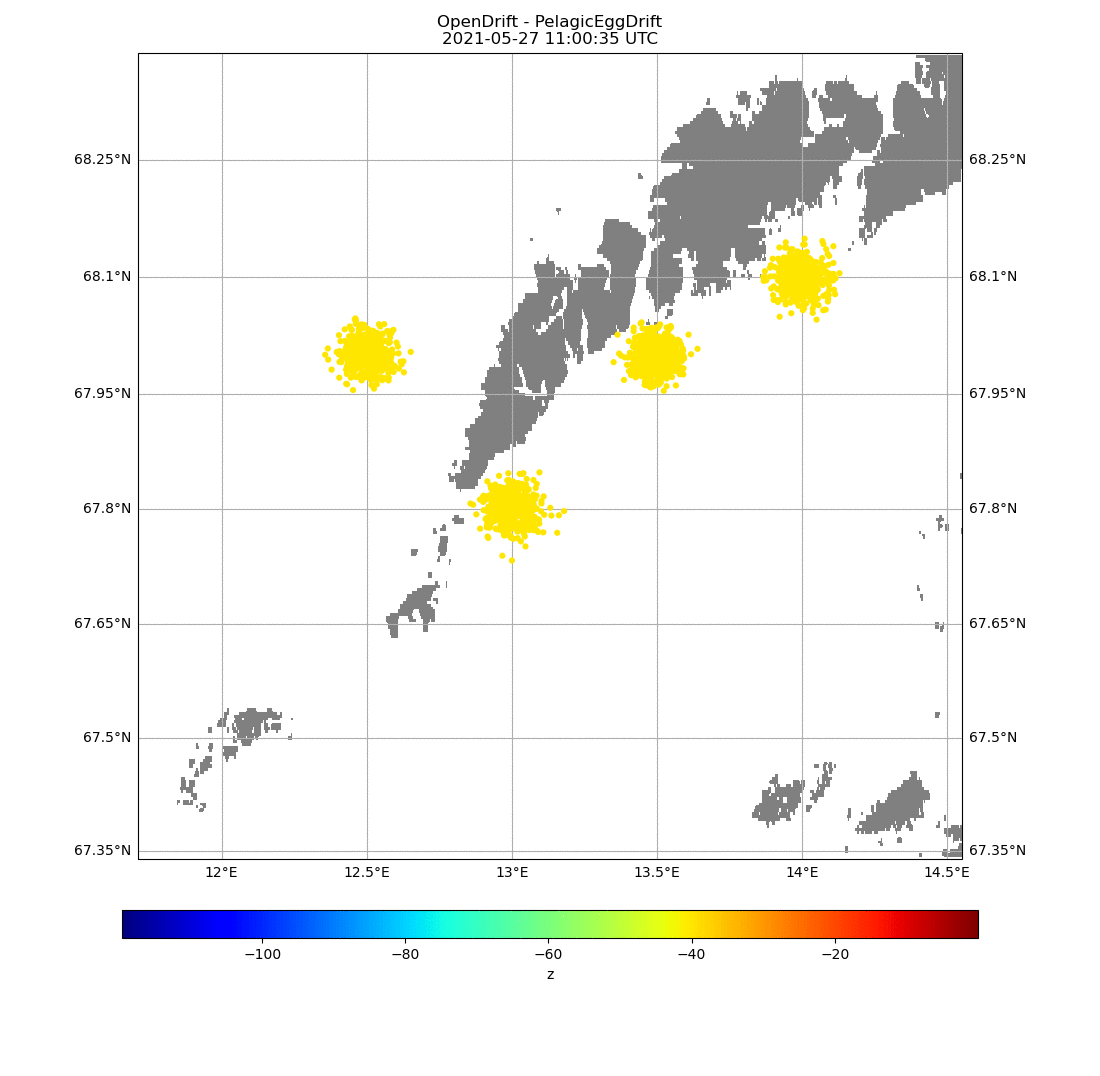 OpenDrift - PelagicEggDrift
2021-05-27 11:00:35 UTC
68.25°N 68.25°N
68.1°N 68.1°N
67.95°N 67.95°N
67.8°N 67.8°N
67.65°N 67.65°N
67.5°N 67.5°N
67.35°N 67.35°N
12°E 12.5°E 13°E 13.5°E 14°E 14.5°E
−100 −80 −60 −40 −20
z